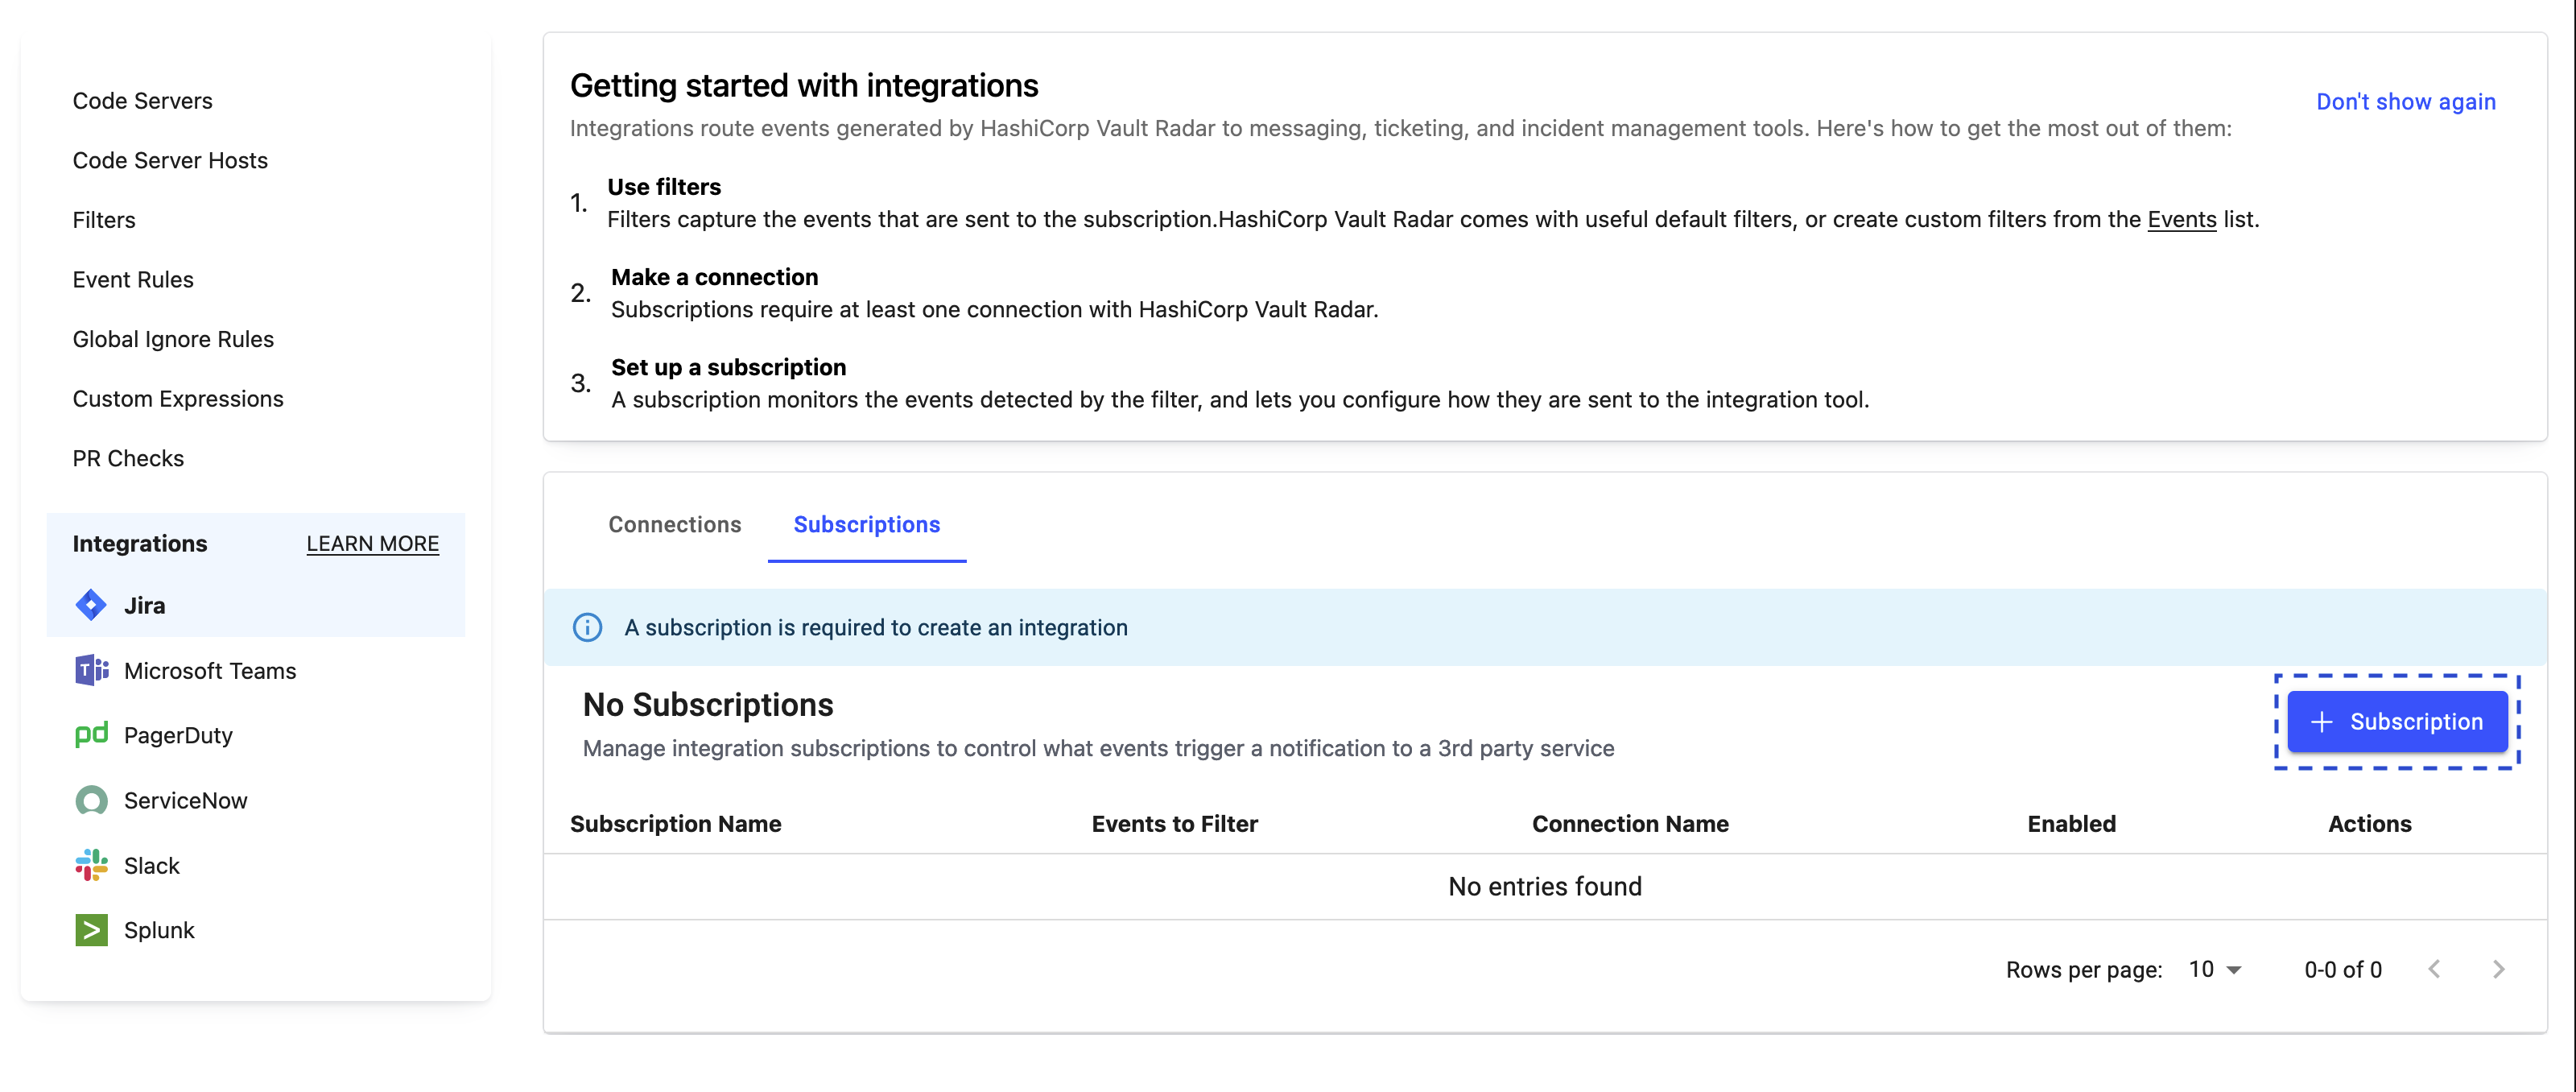 Code Servers
Code Server Hosts
Filters
Event Rules
Global Ignore Rules
Custom Expressions
PR Checks
Integrations LEARN MORE
Jira
Microsoft Teams
PagerDuty
ServiceNow
Slack
Splunk
Getting started with integrations
Don't show again
Integrations route events generated by HashiCorp Vault Radar to messaging, ticketing, and incident management tools. Here's how to get the most out of them:
1. Use filters
Filters capture the events that are sent to the subscription.HashiCorp Vault Radar comes with useful default filters, or create custom filters from the Events list.
2. Make a connection
Subscriptions require at least one connection with HashiCorp Vault Radar.
3. Set up a subscription
A subscription monitors the events detected by the filter, and lets you configure how they are sent to the integration tool.
Connections Subscriptions
A subscription is required to create an integration
No Subscriptions
Manage integration subscriptions to control what events trigger a notification to a 3rd party service
+ Subscription
Subscription Name Events to Filter Connection Name Enabled Actions
No entries found
Rows per page: 10 0-0 of 0